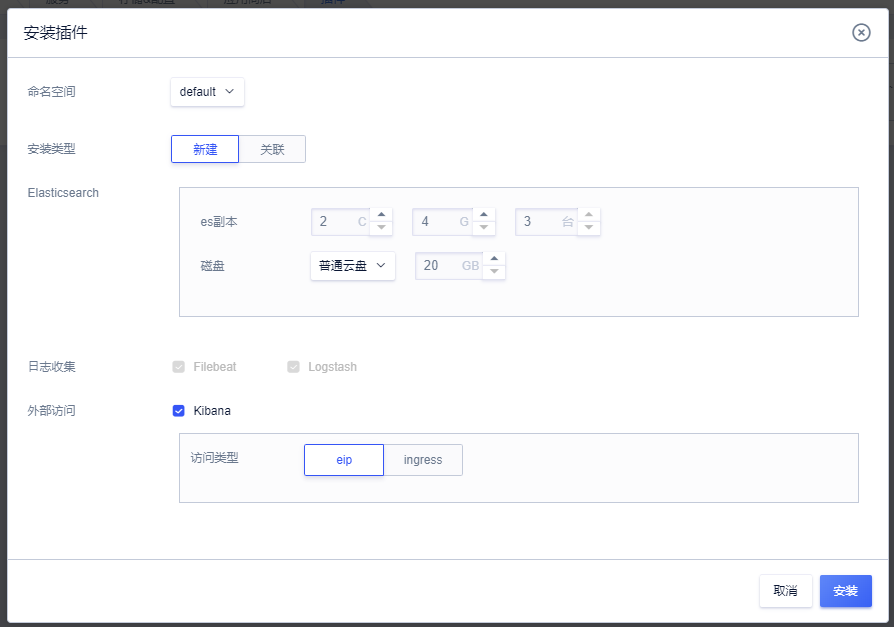 安装插件
命名空间 default
安装类型 新建 关联
Elasticsearch
es副本 2 C 4 G 3 台
磁盘 普通云盘 20 GB
日志收集 Filebeat Logstash
外部访问 Kibana
访问类型 eip ingress
取消 安装